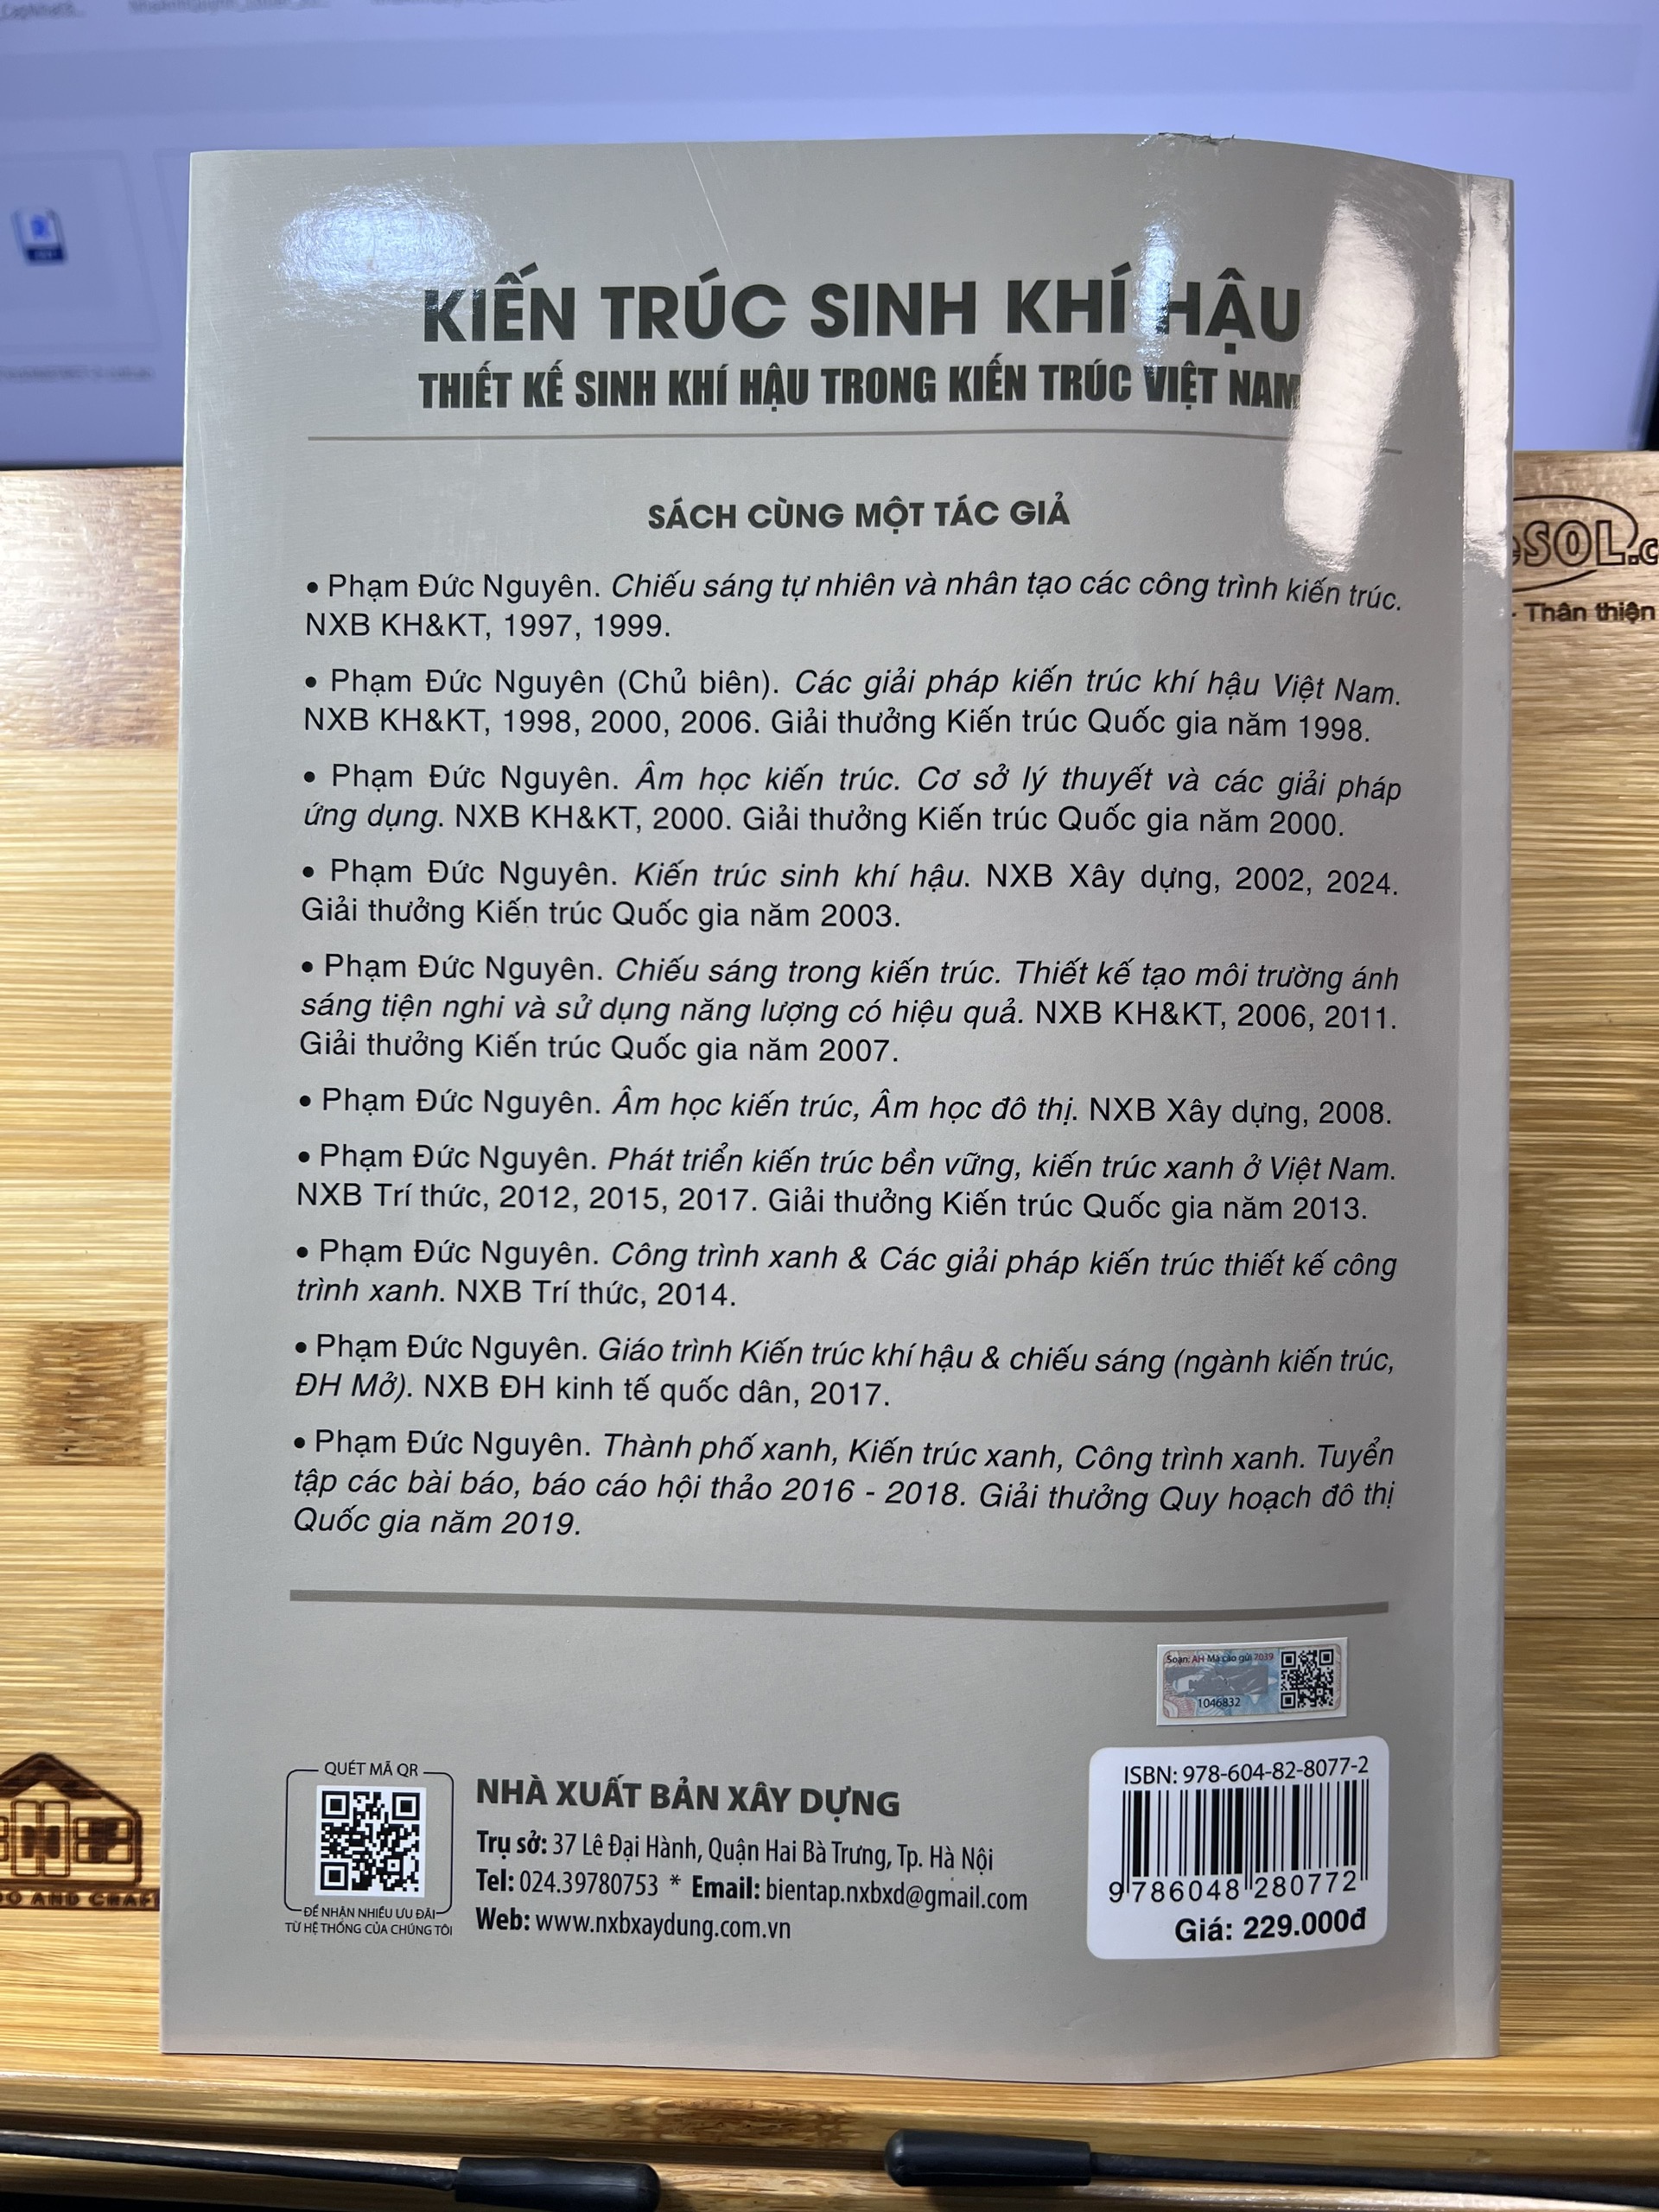 KIẾN TRÚC SINH KHÍ HẬU
THIẾT KẾ SINH KHÍ HẬU TRONG KIẾN TRÚC VIỆT NAM
SÁCH CÙNG MỘT TÁC GIẢ
• Phạm Đức Nguyên. Chiếu sáng tự nhiên và nhân tạo các công trình kiến trúc.
NXB KH&KT, 1997, 1999.
• Phạm Đức Nguyên (Chủ biên). Các giải pháp kiến trúc khí hậu Việt Nam.
NXB KH&KT, 1998, 2000, 2006. Giải thưởng Kiến trúc Quốc gia năm 1998.
• Phạm Đức Nguyên. Âm học kiến trúc. Cơ sở lý thuyết và các giải pháp
ứng dụng. NXB KH&KT, 2000. Giải thưởng Kiến trúc Quốc gia năm 2000.
• Phạm Đức Nguyên. Kiến trúc sinh khí hậu. NXB Xây dựng, 2002, 2024.
Giải thưởng Kiến trúc Quốc gia năm 2003.
• Phạm Đức Nguyên. Chiếu sáng trong kiến trúc. Thiết kế tạo môi trường ánh
sáng tiện nghi và sử dụng năng lượng có hiệu quả. NXB KH&KT, 2006, 2011.
Giải thưởng Kiến trúc Quốc gia năm 2007.
• Phạm Đức Nguyên. Âm học kiến trúc, Âm học đô thị. NXB Xây dựng, 2008.
• Phạm Đức Nguyên. Phát triển kiến trúc bền vững, kiến trúc xanh ở Việt Nam.
NXB Trí thức, 2012, 2015, 2017. Giải thưởng Kiến trúc Quốc gia năm 2013.
• Phạm Đức Nguyên. Công trình xanh & Các giải pháp kiến trúc thiết kế công
trình xanh. NXB Trí thức, 2014.
• Phạm Đức Nguyên. Giáo trình Kiến trúc khí hậu & chiếu sáng (ngành kiến trúc,
ĐH Mở). NXB ĐH kinh tế quốc dân, 2017.
• Phạm Đức Nguyên. Thành phố xanh, Kiến trúc xanh, Công trình xanh. Tuyển
tập các bài báo, báo cáo hội thảo 2016 - 2018. Giải thưởng Quy hoạch đô thị
Quốc gia năm 2019.
Soạn: AH Mã cào gửi 7039
1046832
QUÉT MÃ QR
ĐỂ NHẬN NHIỀU ƯU ĐÃI
TỪ HỆ THỐNG CỦA CHÚNG TÔI
NHÀ XUẤT BẢN XÂY DỰNG
Trụ sở: 37 Lê Đại Hành, Quận Hai Bà Trưng, Tp. Hà Nội
Tel: 024.39780753 * Email: bientap.nxbxd@gmail.com
Web: www.nxbxaydung.com.vn
ISBN: 978-604-82-8077-2
9 786048 280772
Giá: 229.000đ
SOL.c
- Thân thiện